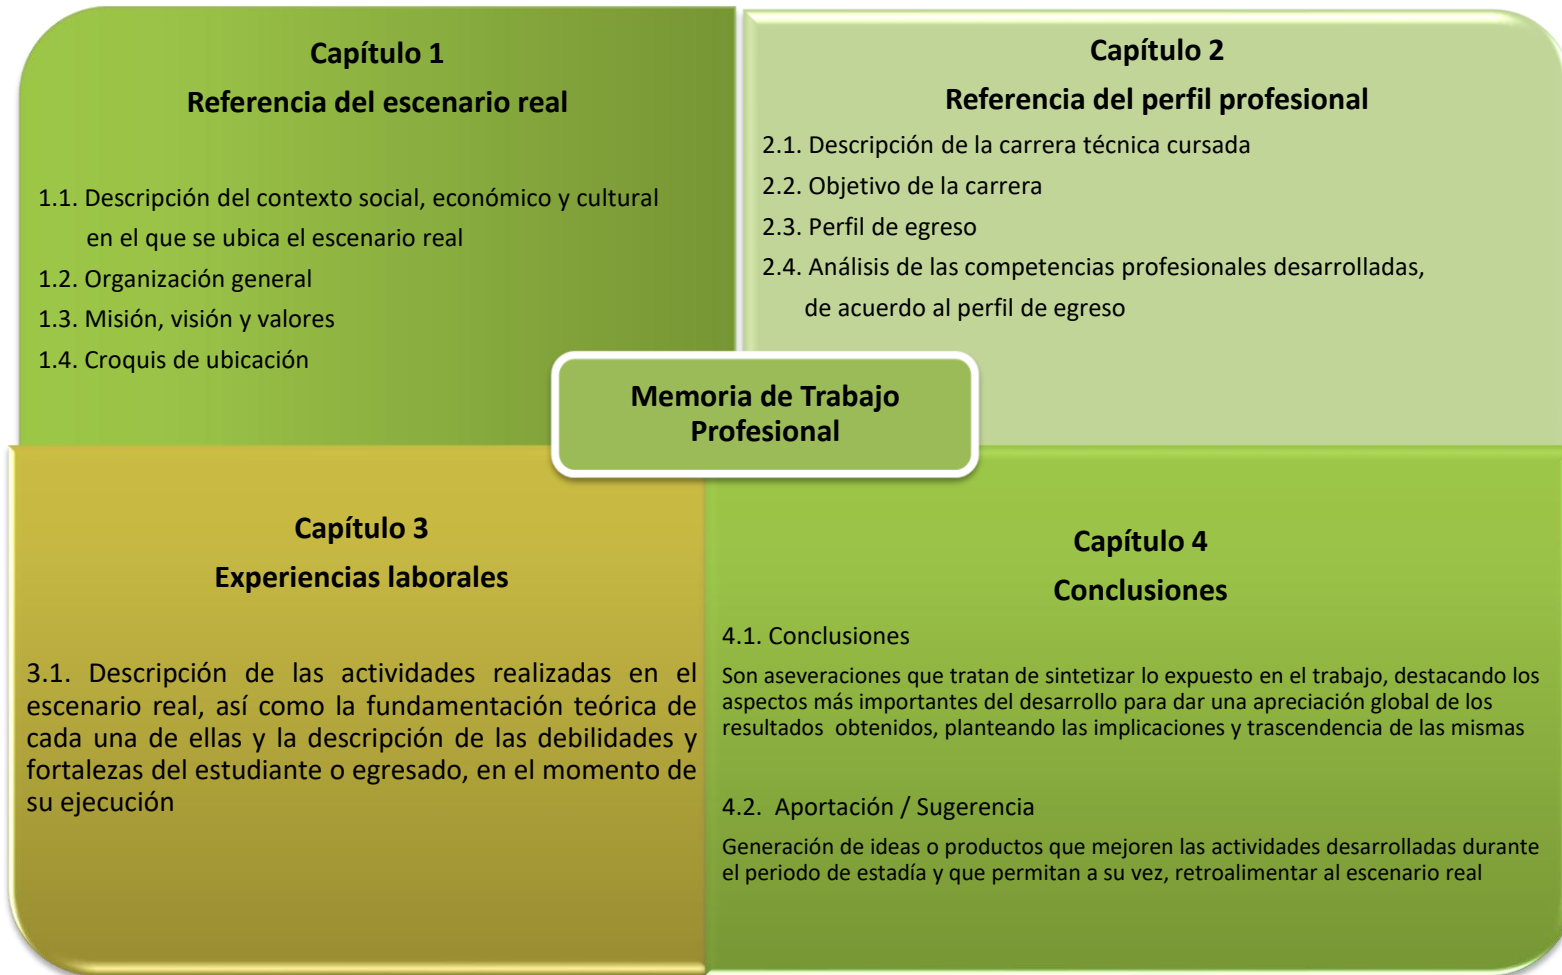 Capítulo 1
Referencia del escenario real
1.1. Descripción del contexto social, económico y cultural
en el que se ubica el escenario real
1.2. Organización general
1.3. Misión, visión y valores
1.4. Croquis de ubicación
Capítulo 2
Referencia del perfil profesional
2.1. Descripción de la carrera técnica cursada
2.2. Objetivo de la carrera
2.3. Perfil de egreso
2.4. Análisis de las competencias profesionales desarrolladas,
de acuerdo al perfil de egreso
Memoria de Trabajo
Profesional
Capítulo 3
Experiencias laborales
3.1. Descripción de las actividades realizadas en el
escenario real, así como la fundamentación teórica de
cada una de ellas y la descripción de las debilidades y
fortalezas del estudiante o egresado, en el momento de
su ejecución
Capítulo 4
Conclusiones
4.1. Conclusiones
Son aseveraciones que tratan de sintetizar lo expuesto en el trabajo, destacando los
aspectos más importantes del desarrollo para dar una apreciación global de los
resultados obtenidos, planteando las implicaciones y trascendencia de las mismas
4.2. Aportación / Sugerencia
Generación de ideas o productos que mejoren las actividades desarrolladas durante
el periodo de estadía y que permitan a su vez, retroalimentar al escenario real